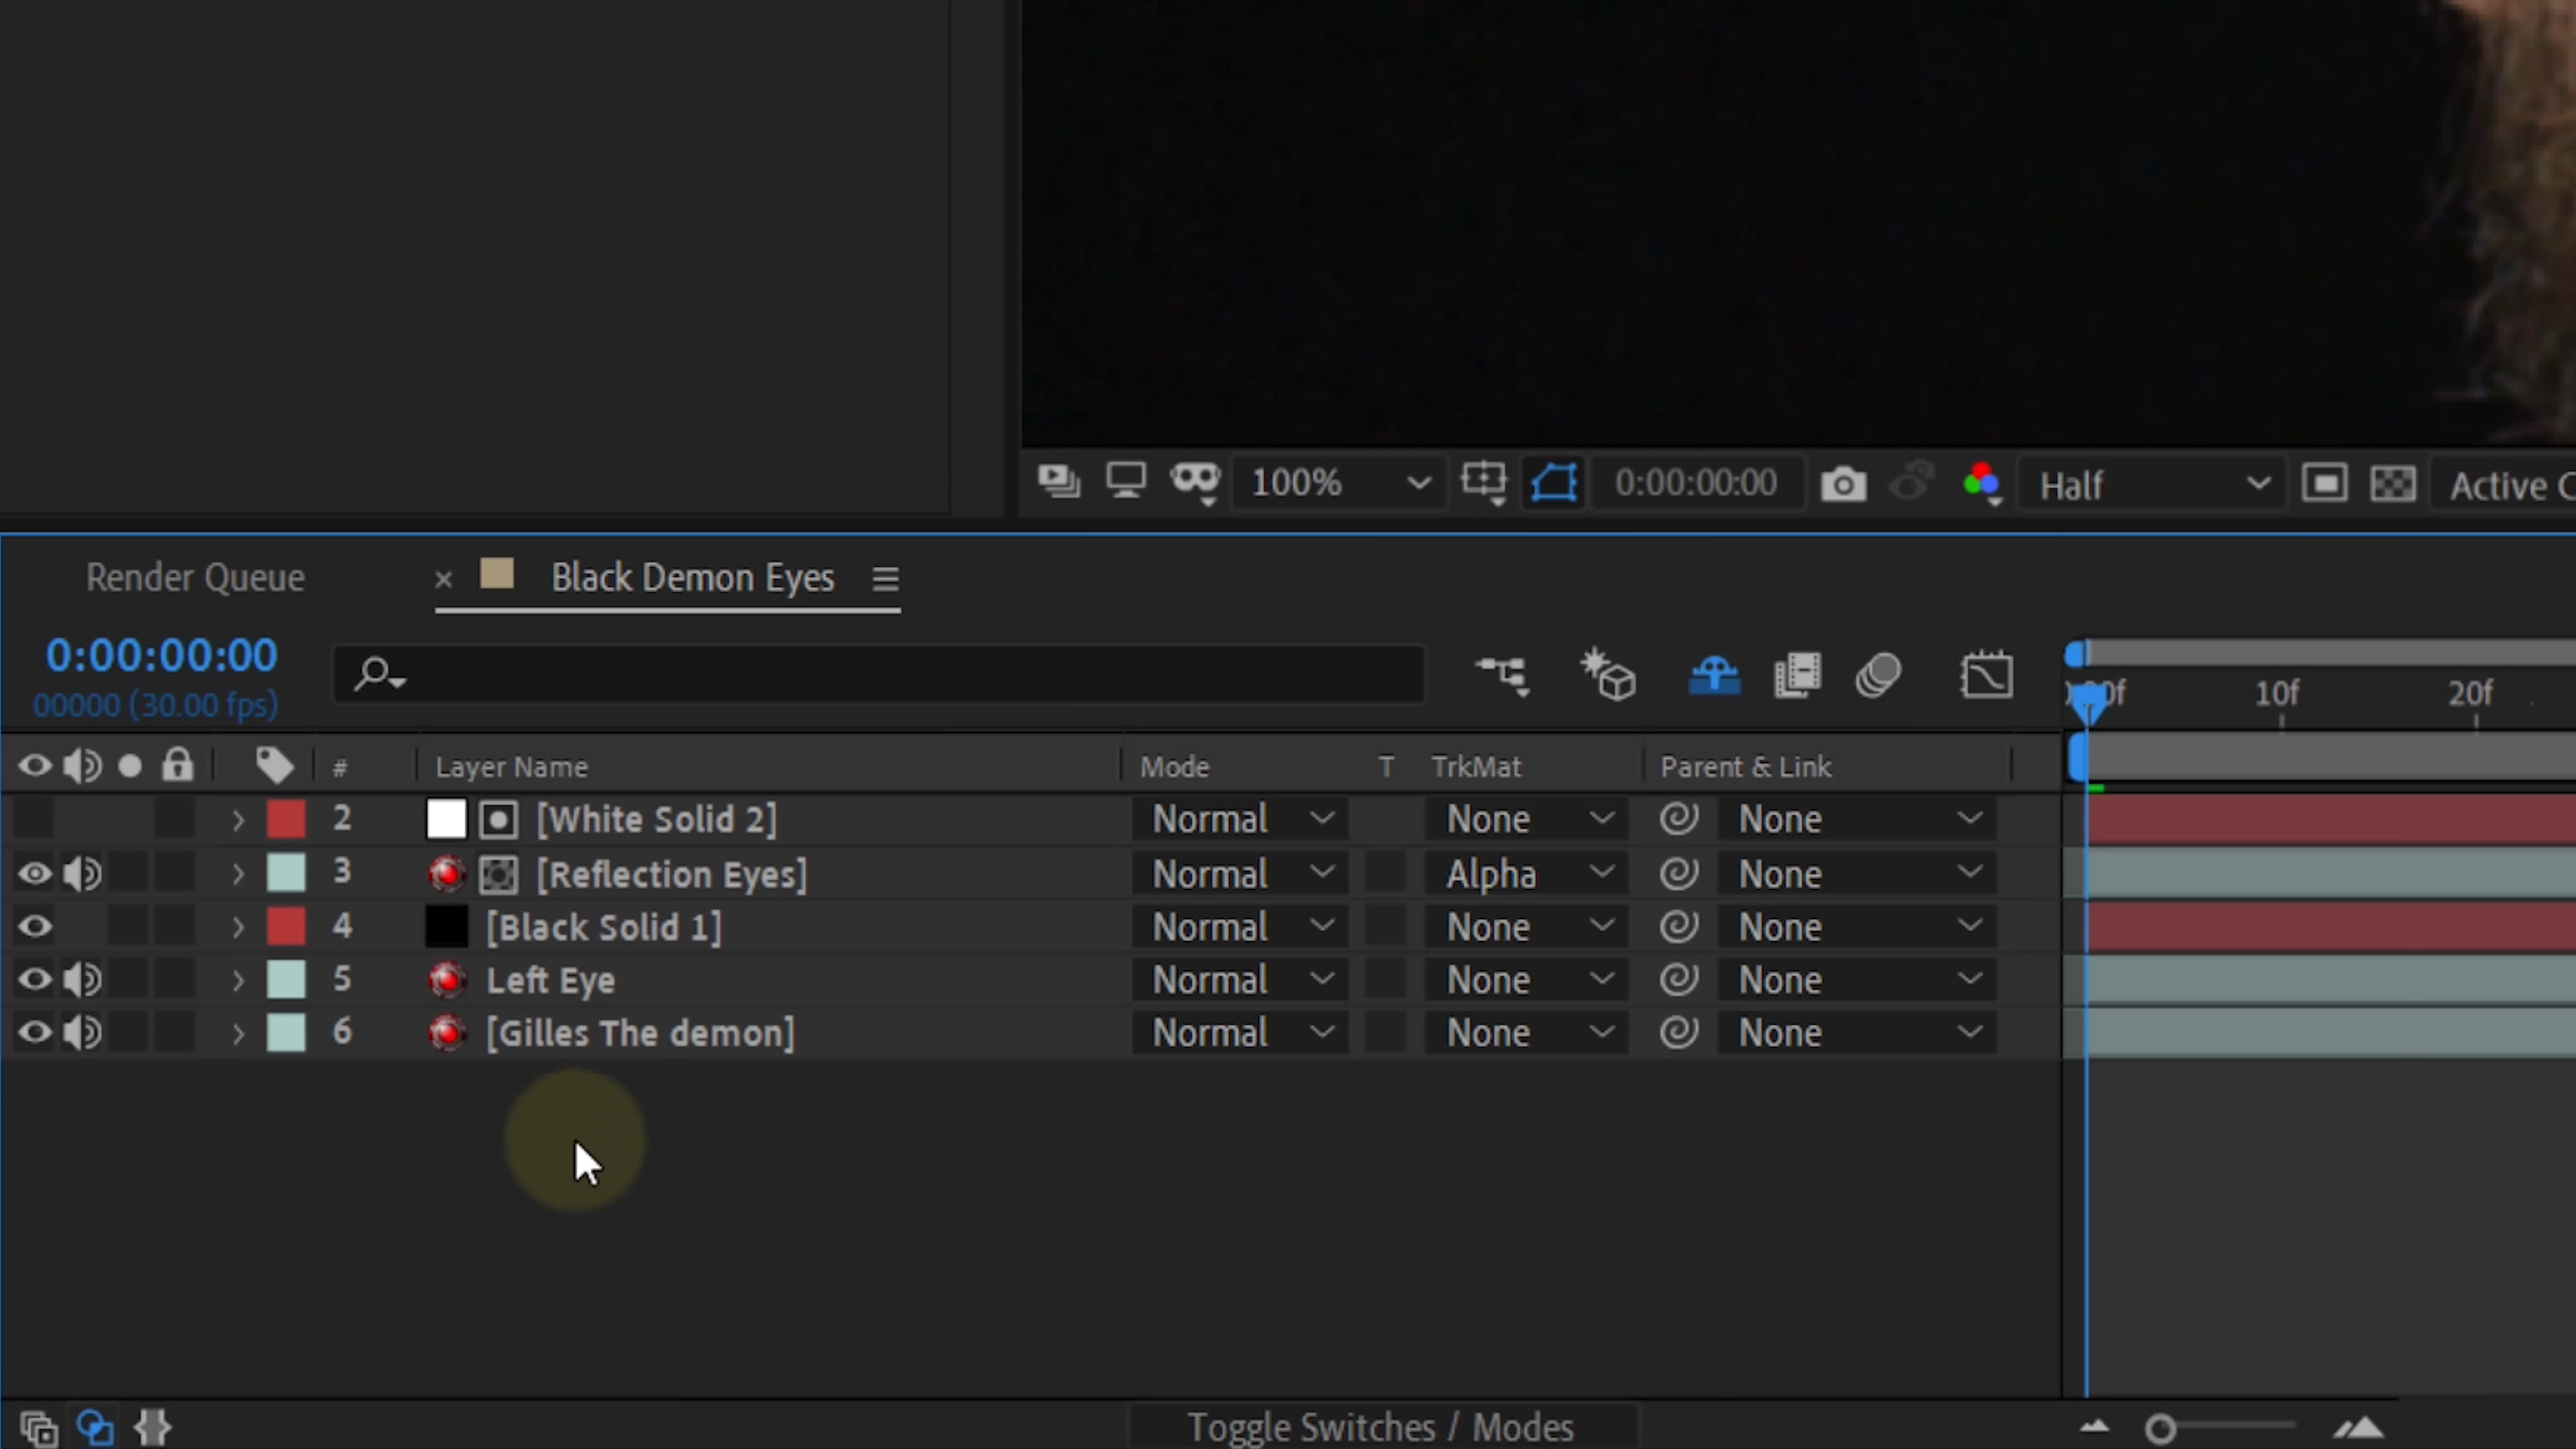 100%
0:00:00:00
Half
Active C
Render Queue
× Black Demon Eyes
0:00:00:00
00000 (30.00 fps)
10f 20f
# Layer Name Mode T TrkMat Parent & Link
2 [White Solid 2] Normal None None
3 [Reflection Eyes] Normal Alpha None
4 [Black Solid 1] Normal None None
5 Left Eye Normal None None
6 [Gilles The demon] Normal None None
Toggle Switches / Modes